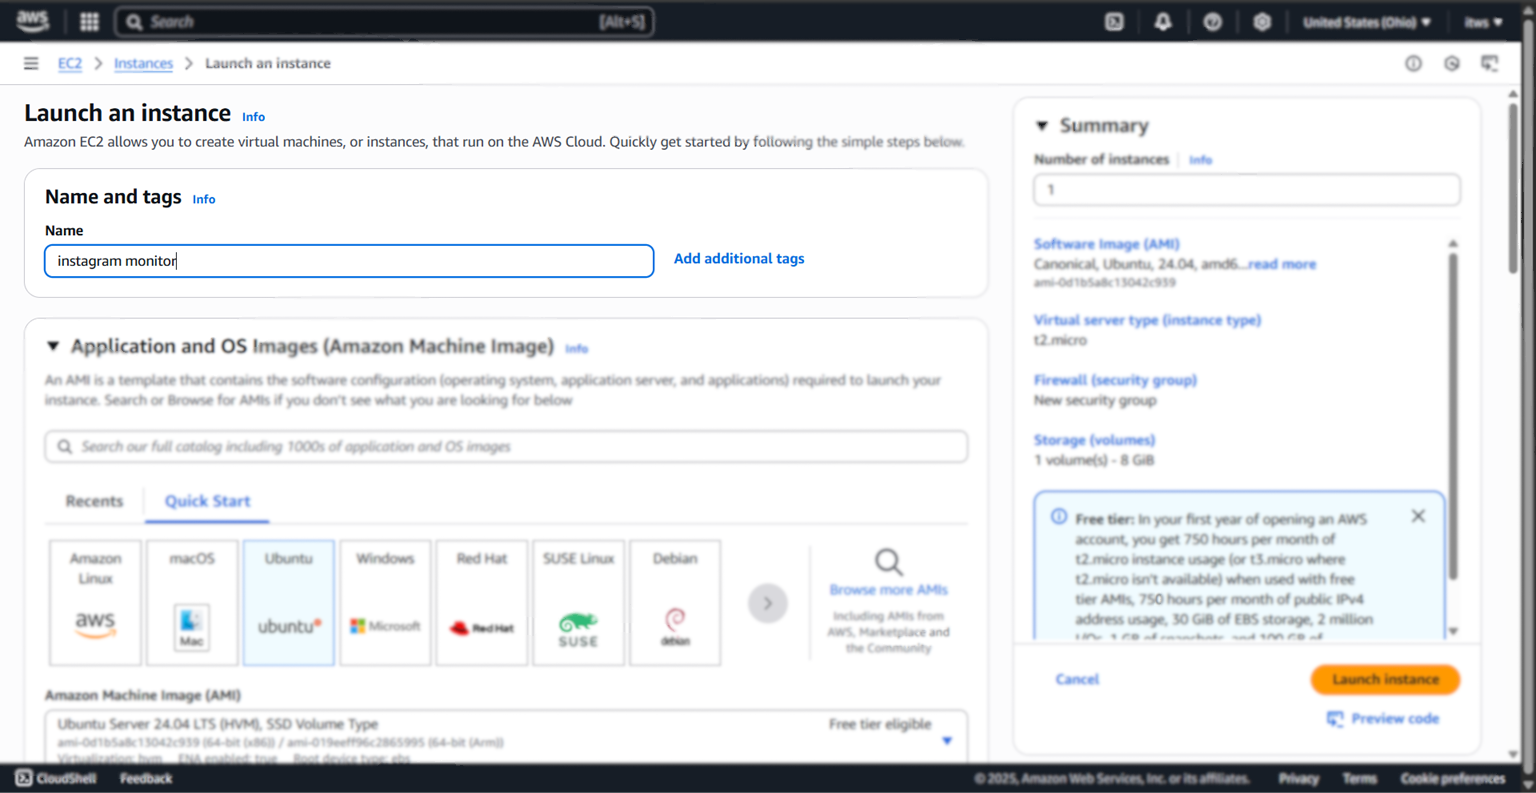 aws
Search
[Alt+S]
United States (Ohio)
itws
EC2
Instances
Launch an instance
Launch an instance
Info
Amazon EC2 allows you to create virtual machines, or instances, that run on the AWS Cloud. Quickly get started by following the simple steps below.
Name and tags
Info
Name
instagram monitor
Add additional tags
Application and OS Images (Amazon Machine Image)
Info
An AMI is a template that contains the software configuration (operating system, application server, and applications) required to launch your
instance. Search or Browse for AMIs if you don't see what you are looking for below
Search our full catalog including 1000s of application and OS images
Recents
Quick Start
Amazon
Linux
aws
macOS
Mac
Ubuntu
ubuntu
Windows
Microsoft
Red Hat
Red Hat
SUSE Linux
SUSE
Debian
debian
Browse more AMIs
Including AMIs from
AWS, Marketplace and
the Community
Amazon Machine Image (AMI)
Ubuntu Server 24.04 LTS (HVM), SSD Volume Type
Free tier eligible
ami-0d1b5a8c13042c939 (64-bit (x86)) / ami-019eeff96c2865995 (64-bit (Arm))
Virtualization: hvm ENA enabled: true Root device type: ebs
Summary
Number of instances
Info
1
Software Image (AMI)
Canonical, Ubuntu, 24.04, amd6...read more
ami-0d1b5a8c13042c939
Virtual server type (instance type)
t2.micro
Firewall (security group)
New security group
Storage (volumes)
1 volume(s) - 8 GiB
Free tier: In your first year of opening an AWS
account, you get 750 hours per month of
t2.micro instance usage (or t3.micro where
t2.micro isn't available) when used with free
tier AMIs, 750 hours per month of public IPv4
address usage, 30 GiB of EBS storage, 2 million
I/Os, 1 GB of snapshots, and 100 GB of
Cancel
Launch instance
Preview code
CloudShell
Feedback
© 2025, Amazon Web Services, Inc. or its affiliates.
Privacy
Terms
Cookie preferences